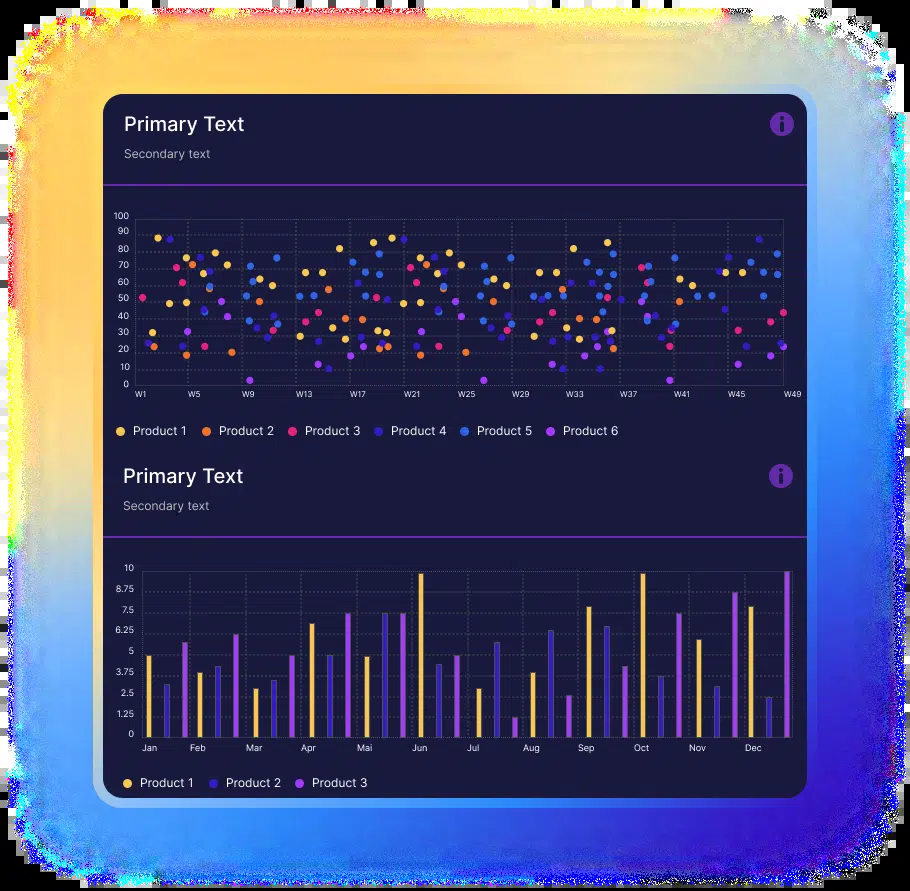 Primary Text
Secondary text
100
90
80
70
60
50
40
30
20
10
0
W1 W5 W9 W13 W17 W21 W25 W29 W33 W37 W41 W45 W49
Product 1 Product 2 Product 3 Product 4 Product 5 Product 6
Primary Text
Secondary text
10
8.75
7.5
6.25
5
3.75
2.5
1.25
0
Jan Feb Mar Apr Mai Jun Jul Aug Sep Oct Nov Dec
Product 1 Product 2 Product 3